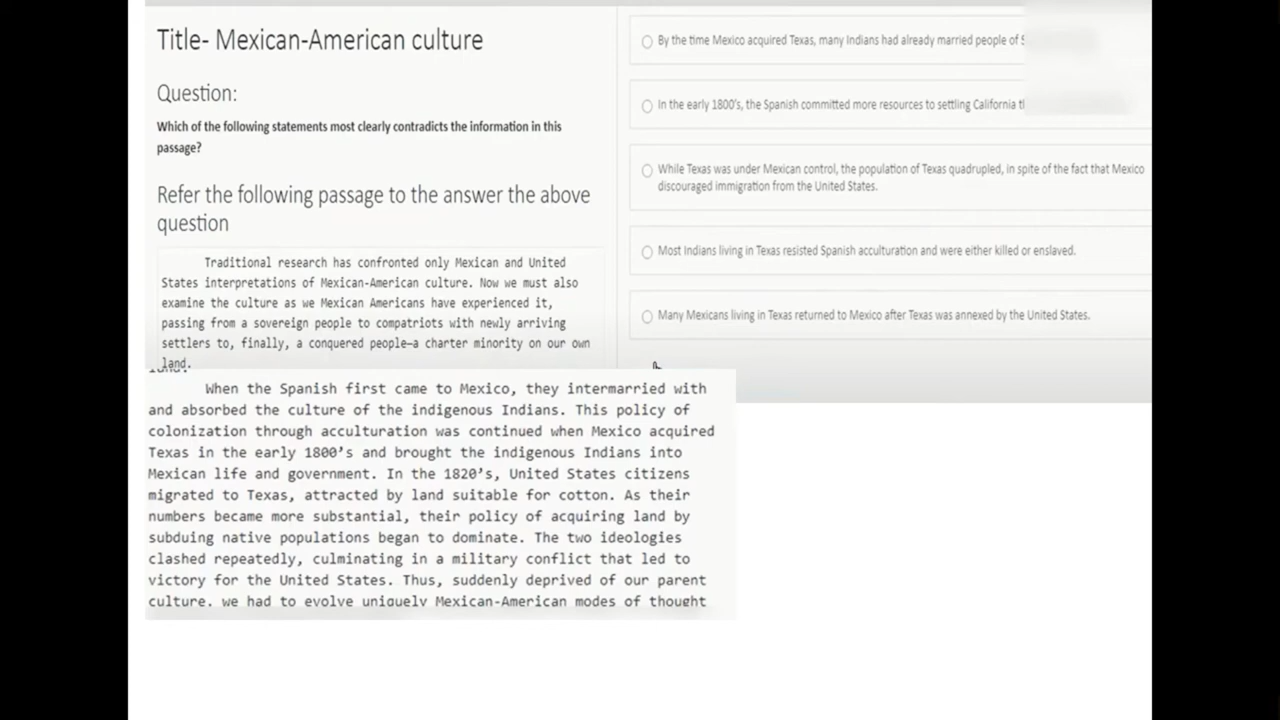 Title- Mexican-American culture
Question:
Which of the following statements most clearly contradicts the information in this
passage?
Refer the following passage to the answer the above
question
Traditional research has confronted only Mexican and United
States interpretations of Mexican-American culture. Now we must also
examine the culture as we Mexican Americans have experienced it,
passing from a sovereign people to compatriots with newly arriving
settlers to, finally, a conquered people—a charter minority on our own
land.
When the Spanish first came to Mexico, they intermarried with
and absorbed the culture of the indigenous Indians. This policy of
colonization through acculturation was continued when Mexico acquired
Texas in the early 1800’s and brought the indigenous Indians into
Mexican life and government. In the 1820’s, United States citizens
migrated to Texas, attracted by land suitable for cotton. As their
numbers became more substantial, their policy of acquiring land by
subduing native populations began to dominate. The two ideologies
clashed repeatedly, culminating in a military conflict that led to
victory for the United States. Thus, suddenly deprived of our parent
culture, we had to evolve uniquely Mexican-American modes of thought
By the time Mexico acquired Texas, many Indians had already married people of
In the early 1800’s, the Spanish committed more resources to settling California
While Texas was under Mexican control, the population of Texas quadrupled, in spite of the fact that Mexico
discouraged immigration from the United States.
Most Indians living in Texas resisted Spanish acculturation and were either killed or enslaved.
Many Mexicans living in Texas returned to Mexico after Texas was annexed by the United States.